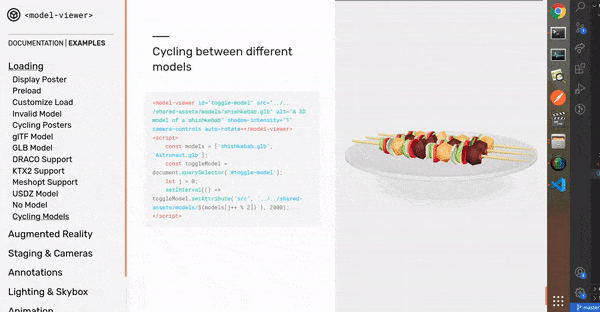 <model-viewer>
DOCUMENTATION | EXAMPLES
Loading
Display Poster
Preload
Customize Load
Invalid Model
Cycling Posters
glTF Model
GLB Model
DRACO Support
KTX2 Support
Meshopt Support
USDZ Model
No Model
Cycling Models
Augmented Reality
Staging & Cameras
Annotations
Lighting & Skybox
Animation
Cycling between different
models
<model-viewer id="toggle-model" src="../../
../shared-assets/models/shishkebab.glb" alt="A 3D
model of a shishkebab" shadow-intensity="1"
camera-controls auto-rotate></model-viewer>
<script>
const models = ['shishkebab.glb',
'Astronaut.glb'];
const toggleModel =
document.querySelector('#toggle-model');
let j = 0;
setInterval(() =>
toggleModel.setAttribute('src', `../../shared-
assets/models/${models[j++ % 2]}`), 2000);
</script>
master